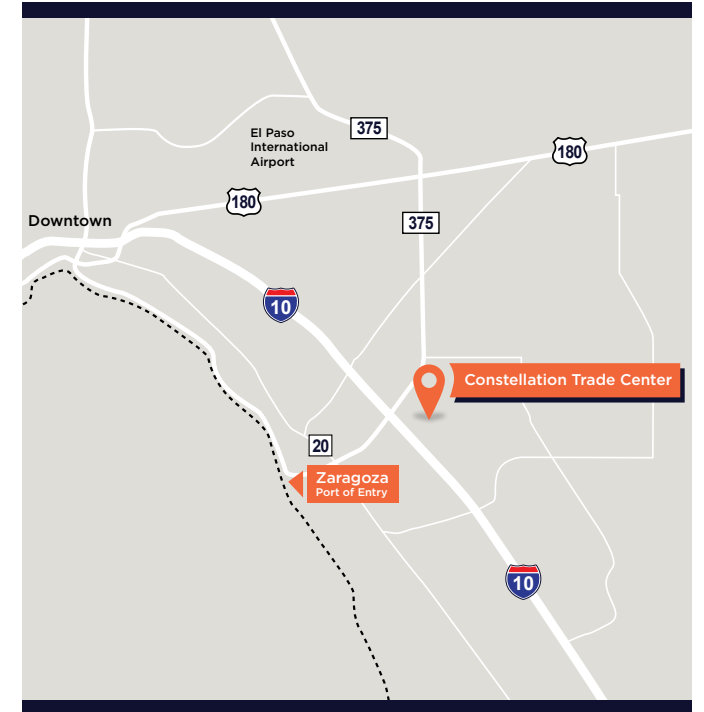 375
El Paso
International
Airport
180
180
Downtown
375
10
Constellation Trade Center
20
Zaragoza
Port of Entry
10